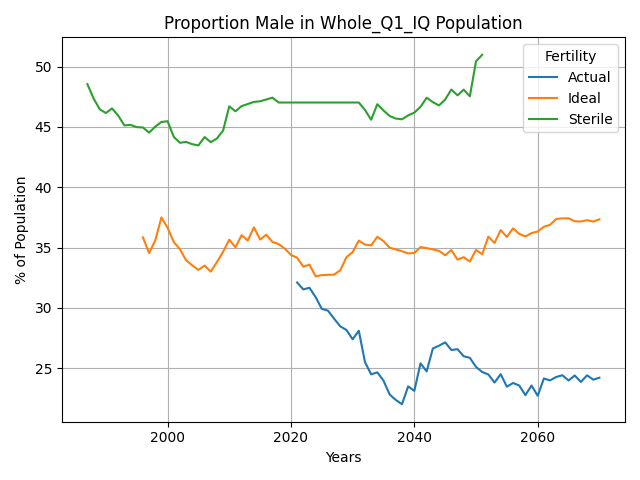 Proportion Male in Whole_Q1_IQ Population
% of Population
50
45
40
35
30
25
2000
2020
2040
2060
Years
Fertility
Actual
Ideal
Sterile